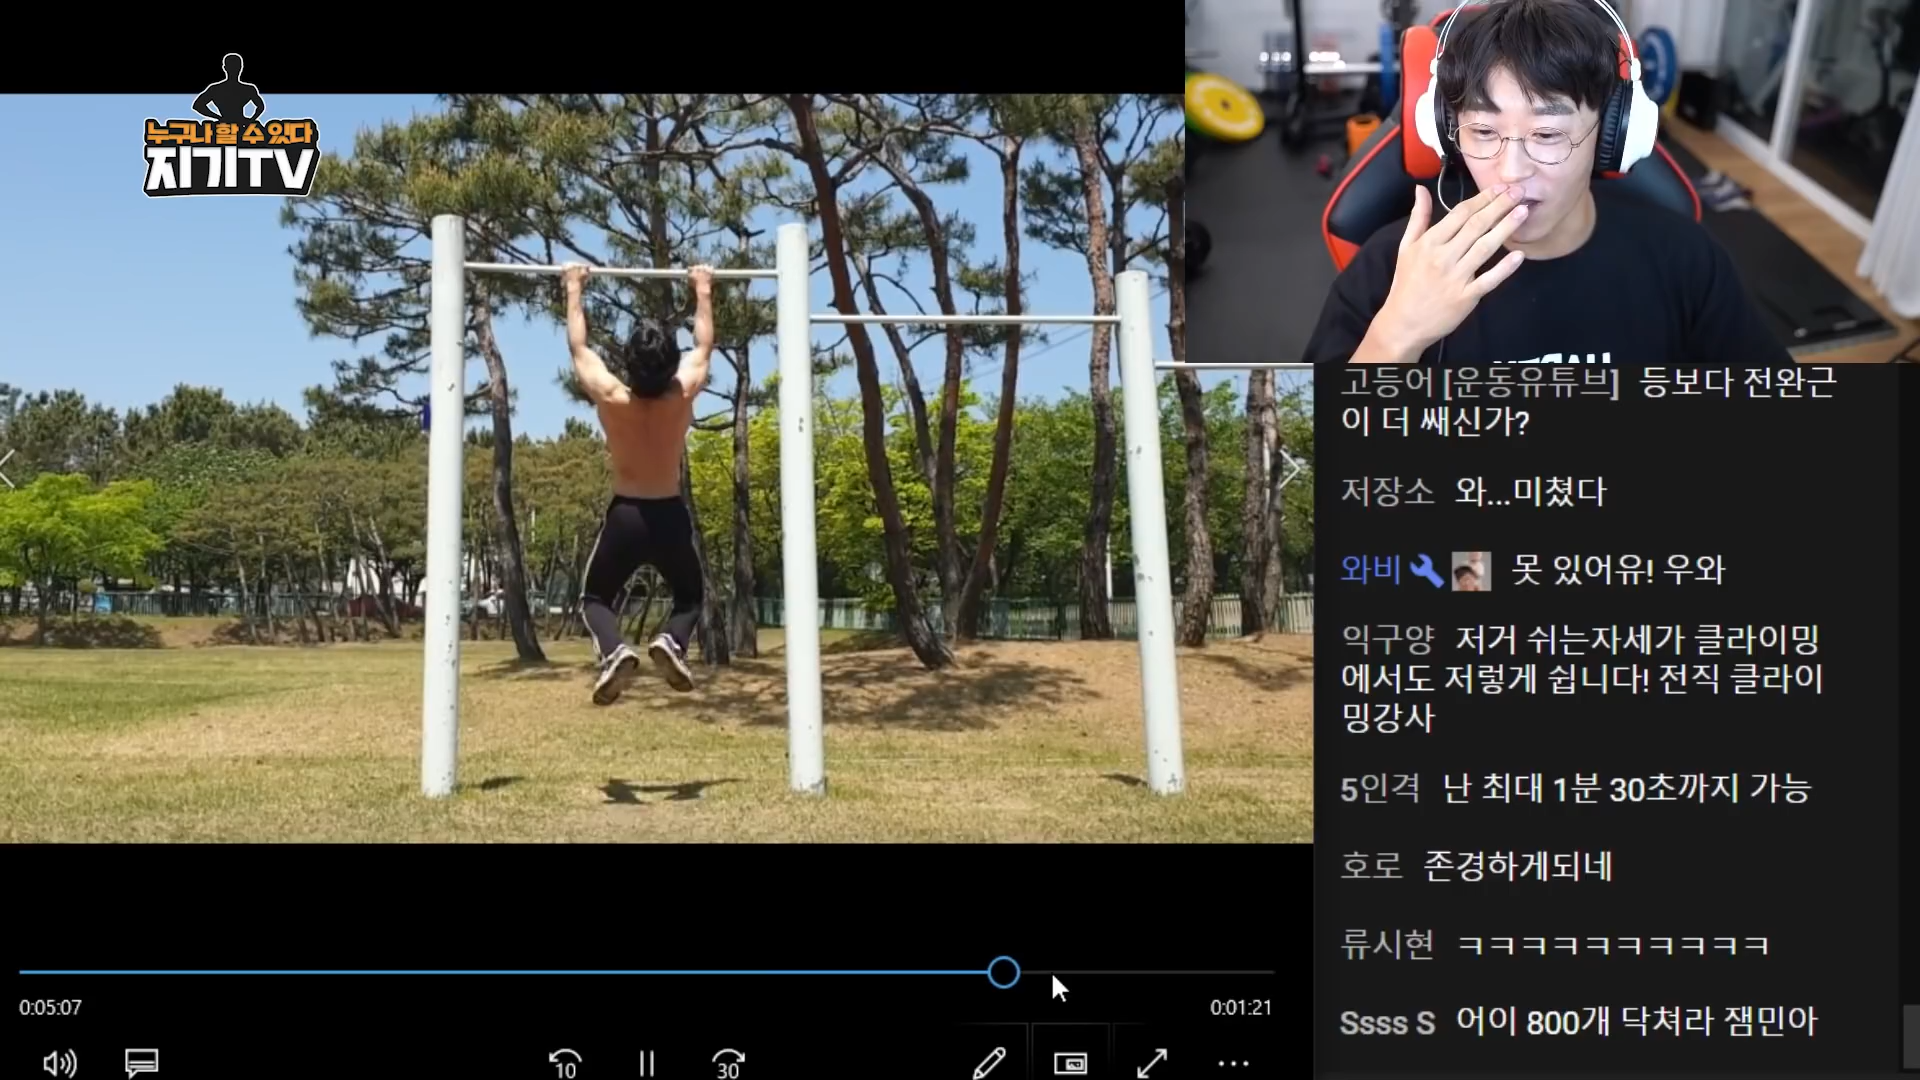 누구나 할 수 있다
지기TV
고등어 [운동유튜브] 등보다 전완근
이 더 쌔신가?
저장소 와...미쳤다
와비 못 있어유! 우와
익구양 저거 쉬는자세가 클라이밍
에서도 저렇게 쉽니다! 전직 클라이
밍강사
5인격 난 최대 1분 30초까지 가능
호로 존경하게되네
류시현 ㅋㅋㅋㅋㅋㅋㅋㅋㅋㅋ
Ssss S 어이 800개 닥쳐라 잼민아
0:05:07
0:01:21
10
30